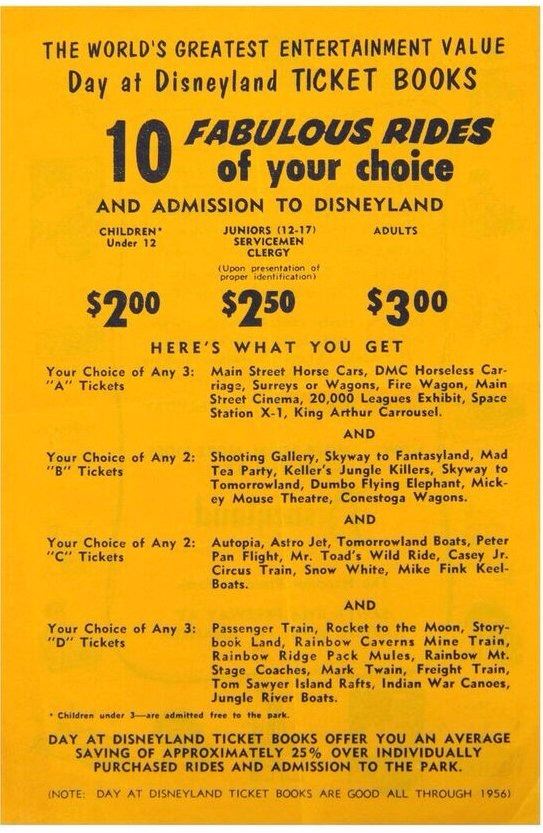 THE WORLD'S GREATEST ENTERTAINMENT VALUE
Day at Disneyland TICKET BOOKS
10 FABULOUS RIDES
of your choice
AND ADMISSION TO DISNEYLAND
CHILDREN*
Under 12
$2.00
JUNIORS (12-17)
SERVICEMEN
CLERGY
(Upon presentation of
proper identification)
$2.50
ADULTS
$3.00
HERE'S WHAT YOU GET
Your Choice of Any 3:
"A" Tickets
Main Street Horse Cars, DMC Horseless Car-
riage, Surreys or Wagons, Fire Wagon, Main
Street Cinema, 20,000 Leagues Exhibit, Space
Station X-1, King Arthur Carrousel.
AND
Your Choice of Any 2:
"B" Tickets
Shooting Gallery, Skyway to Fantasyland, Mad
Tea Party, Keller's Jungle Killers, Skyway to
Tomorrowland, Dumbo Flying Elephant, Mick-
ey Mouse Theatre, Conestoga Wagons.
AND
Your Choice of Any 2:
"C" Tickets
Autopia, Astro Jet, Tomorrowland Boats, Peter
Pan Flight, Mr. Toad's Wild Ride, Casey Jr.
Circus Train, Snow White, Mike Fink Keel-
Boats.
AND
Your Choice of Any 3:
"D" Tickets
Passenger Train, Rocket to the Moon, Story-
book Land, Rainbow Caverns Mine Train,
Rainbow Ridge Pack Mules, Rainbow Mt.
Stage Coaches, Mark Twain, Freight Train,
Tom Sawyer Island Rafts, Indian War Canoes,
Jungle River Boats.
* Children under 3—are admitted free to the park.
DAY AT DISNEYLAND TICKET BOOKS OFFER YOU AN AVERAGE
SAVING OF APPROXIMATELY 25% OVER INDIVIDUALLY
PURCHASED RIDES AND ADMISSION TO THE PARK.
(NOTE: DAY AT DISNEYLAND TICKET BOOKS ARE GOOD ALL THROUGH 1956)